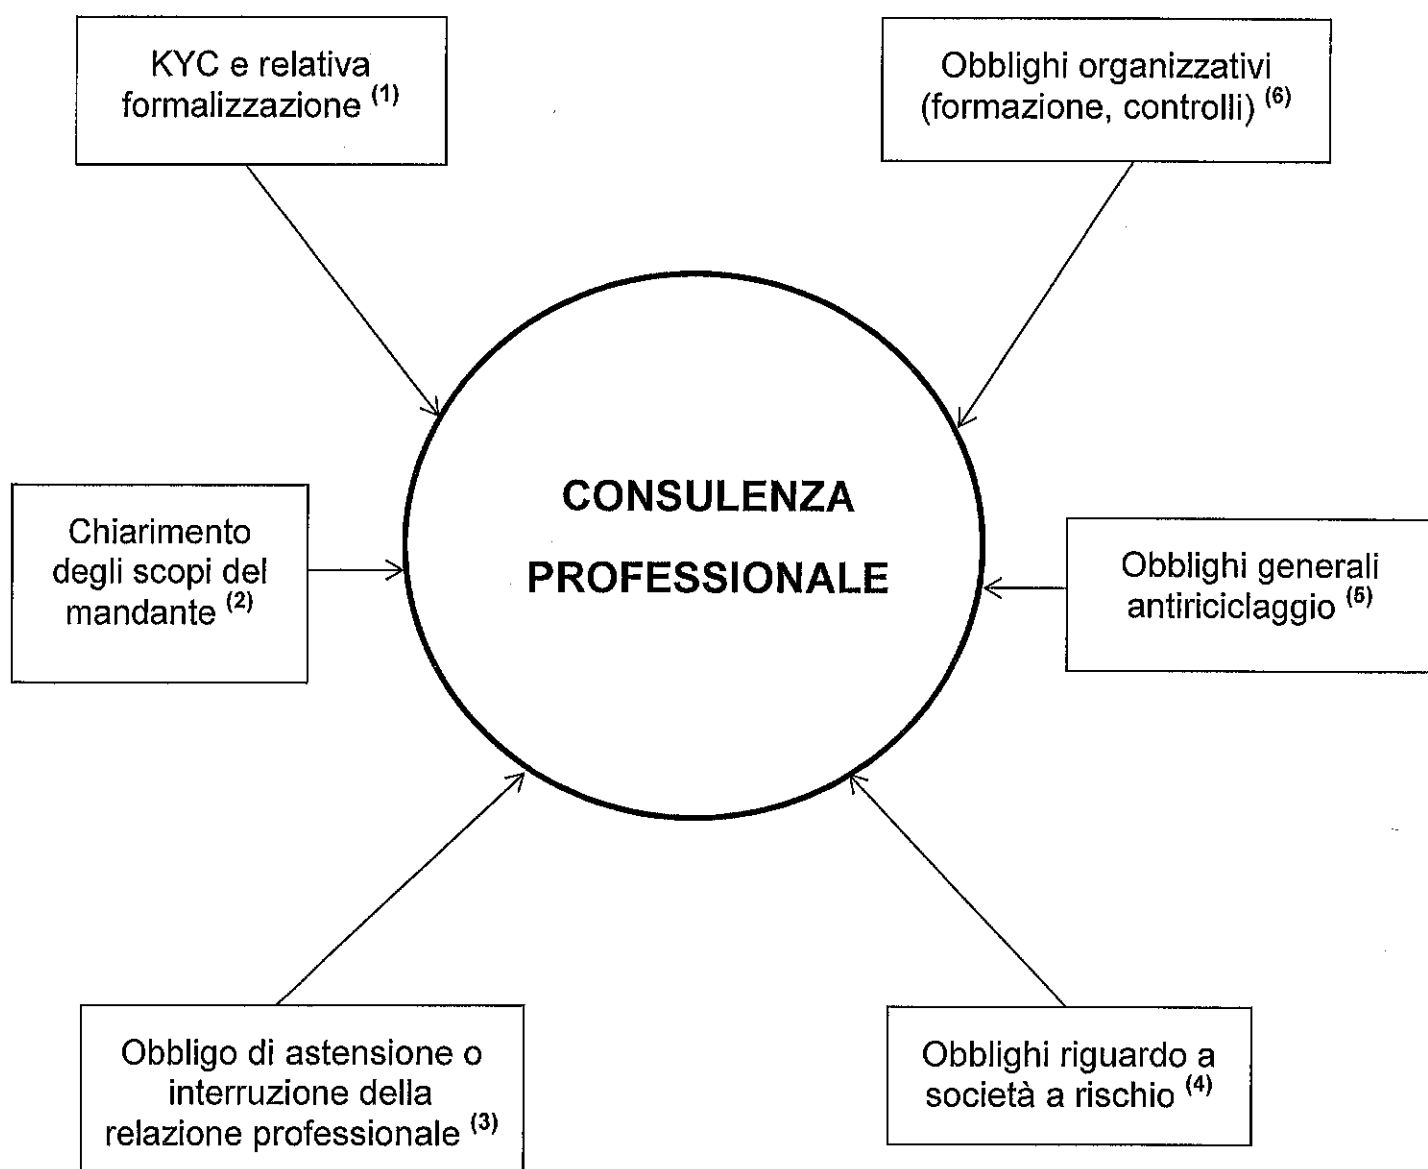 KYC e relativa
formalizzazione (1)
Obblighi organizzativi
(formazione, controlli) (6)
CONSULENZA
PROFESSIONALE
Chiarimento
degli scopi del
mandante (2)
Obblighi generali
antiriciclaggio (5)
Obbligo di astensione o
interruzione della
relazione professionale (3)
Obblighi riguardo a
società a rischio (4)